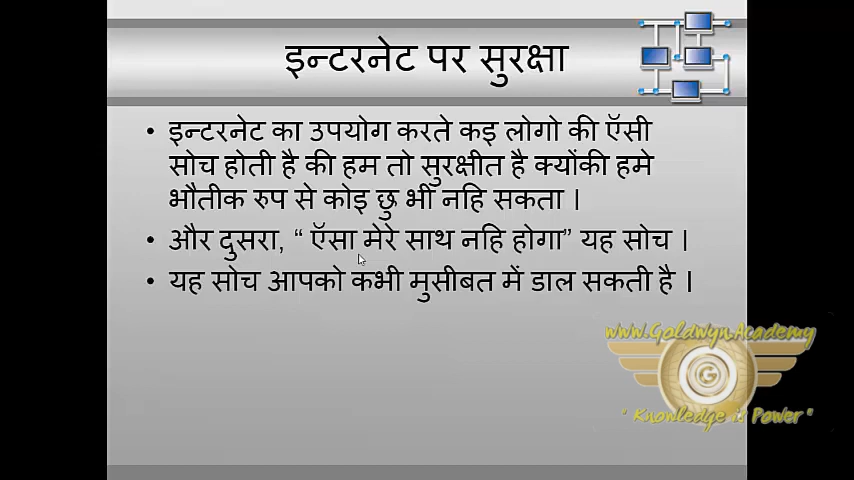 इन्टरनेट पर सुरक्षा
• इन्टरनेट का उपयोग करते कइ लोगो की ऍसी
सोच होती है की हम तो सुरक्षीत है क्योंकी हमे
भौतीक रुप से कोइ छु भी नहि सकता ।
• और दुसरा, “ ऍसा मेरे साथ नहि होगा” यह सोच ।
• यह सोच आपको कभी मुसीबत में डाल सकती है ।
www.GoldwynAcademy
G
" Knowledge is Power "